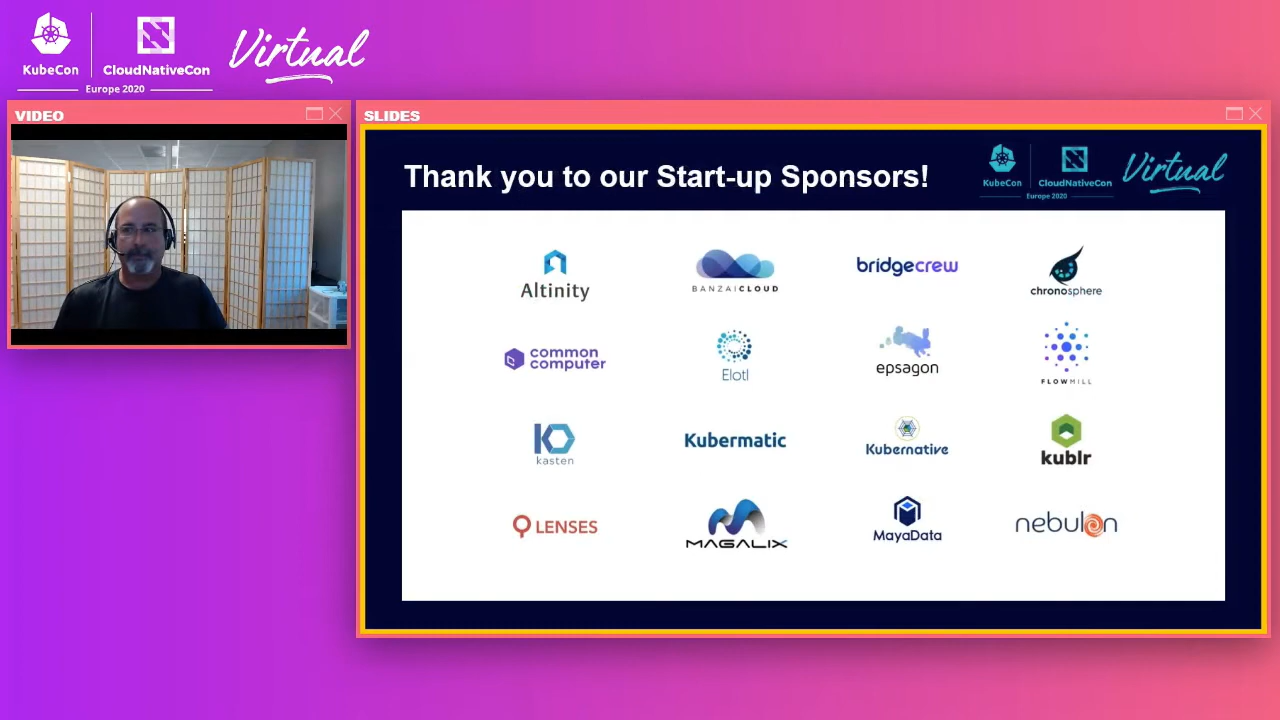 KubeCon
CloudNativeCon
Europe 2020
Virtual
VIDEO
SLIDES
Thank you to our Start-up Sponsors!
KubeCon
CloudNativeCon
Europe 2020
Virtual
Altinity
BANZAICLOUD
bridgecrew
chronosphere
common
computer
Elotl
epsagon
FLOWMILL
kasten
Kubermatic
Kubernative
kublr
LENSES
MAGALIX
MayaData
nebulon